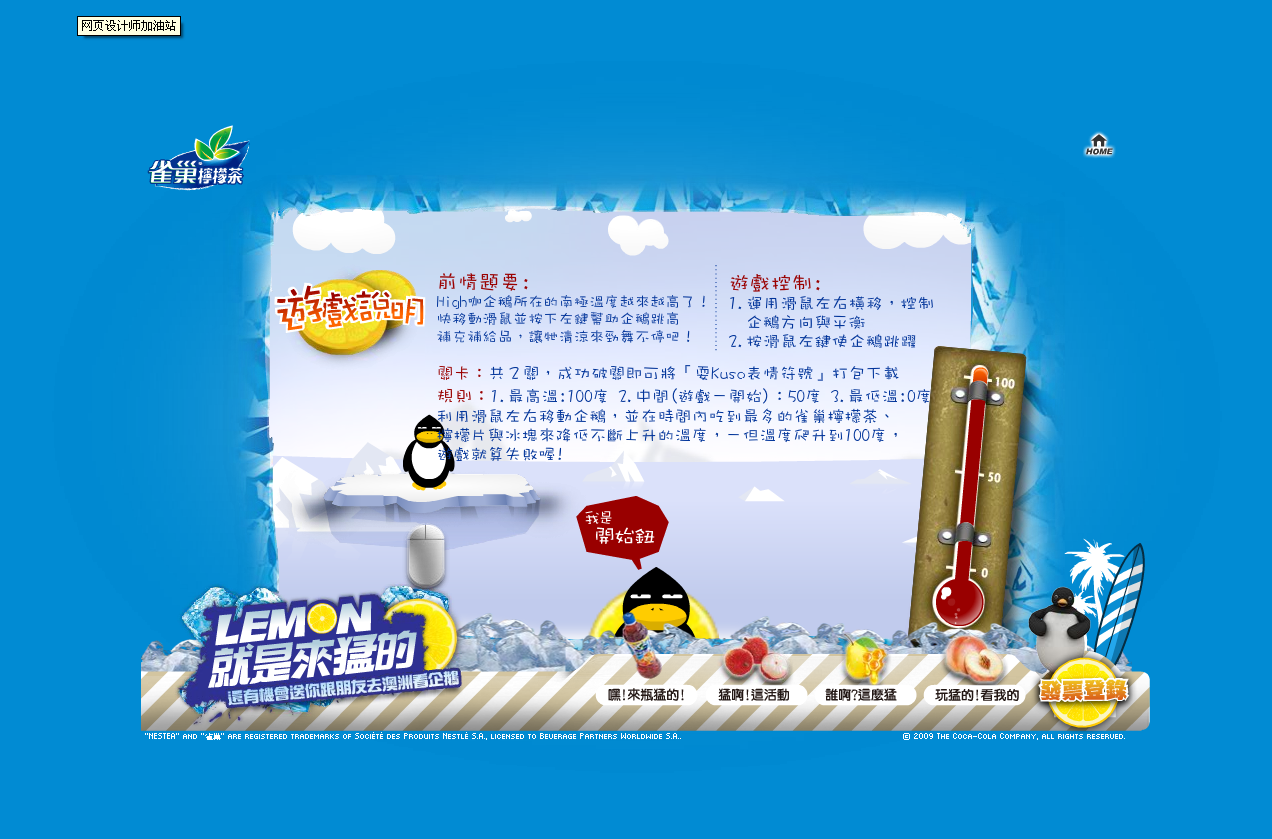 网页设计师加油站
雀巢檸檬茶
HOME
遊戲說明
前情題要:
High咖企鵝所在的南極溫度越來越高了!
快移動滑鼠並按下左鍵幫助企鵝跳高
補充補給品,讓牠清涼來勁舞不停吧!
遊戲控制:
1.運用滑鼠左右橫移,控制
企鵝方向與平衡
2.按滑鼠左鍵使企鵝跳躍
關卡:共2關,成功破關即可將「耍Kuso表情符號」打包下載
規則:1.最高溫:100度 2.中間(遊戲一開始):50度 3.最低溫:0度
利用滑鼠左右移動企鵝,並在時間內吃到最多的雀巢檸檬茶、
檸檬片與冰塊來降低不斷上升的溫度,一但溫度爬升到100度,
遊戲就算失敗喔!
100
50
0
我是
開始鈕
LEMON
就是來猛的
還有機會送你跟朋友去澳洲看企鵝
嘿!來瓶猛的!
猛啊!這活動
誰啊?這麼猛
玩猛的!看我的
發票登錄
"NESTEA" AND "雀巢" ARE REGISTERED TRADEMARKS OF SOCIÉTÉ DES PRODUITS NESTLÉ S.A., LICENSED TO BEVERAGE PARTNERS WORLDWIDE S.A..
© 2009 THE COCA-COLA COMPANY, ALL RIGHTS RESERVED.